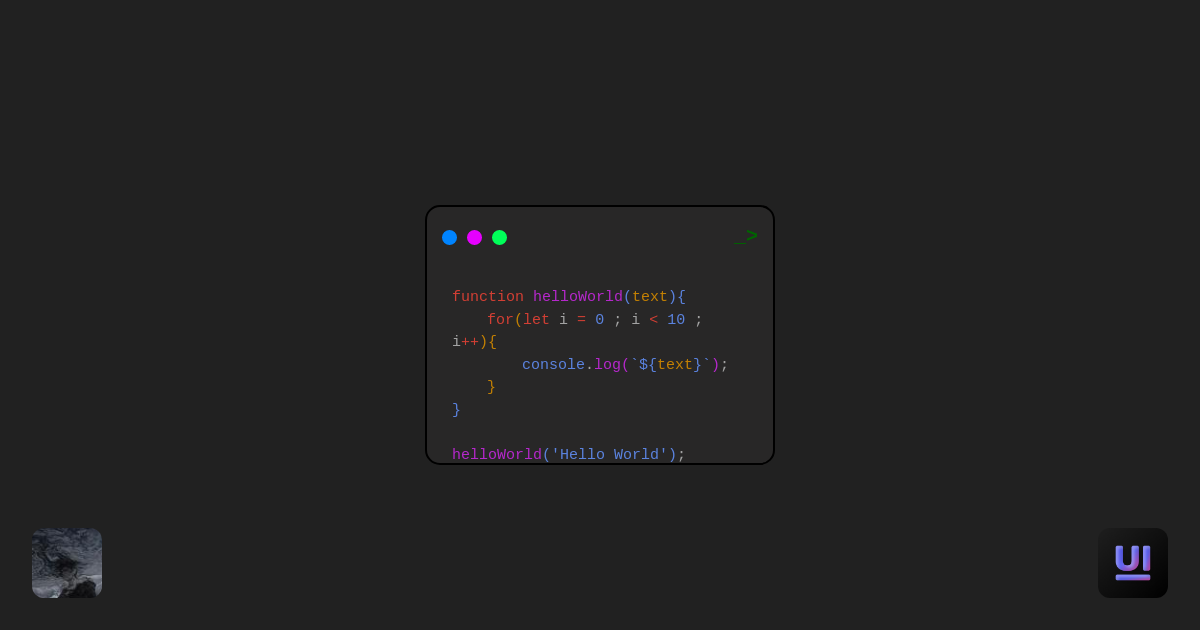 _>
function helloWorld(text){
for(let i = 0 ; i < 10 ;
i++){
console.log(`${text}`);
}
}
helloWorld('Hello World');
UI